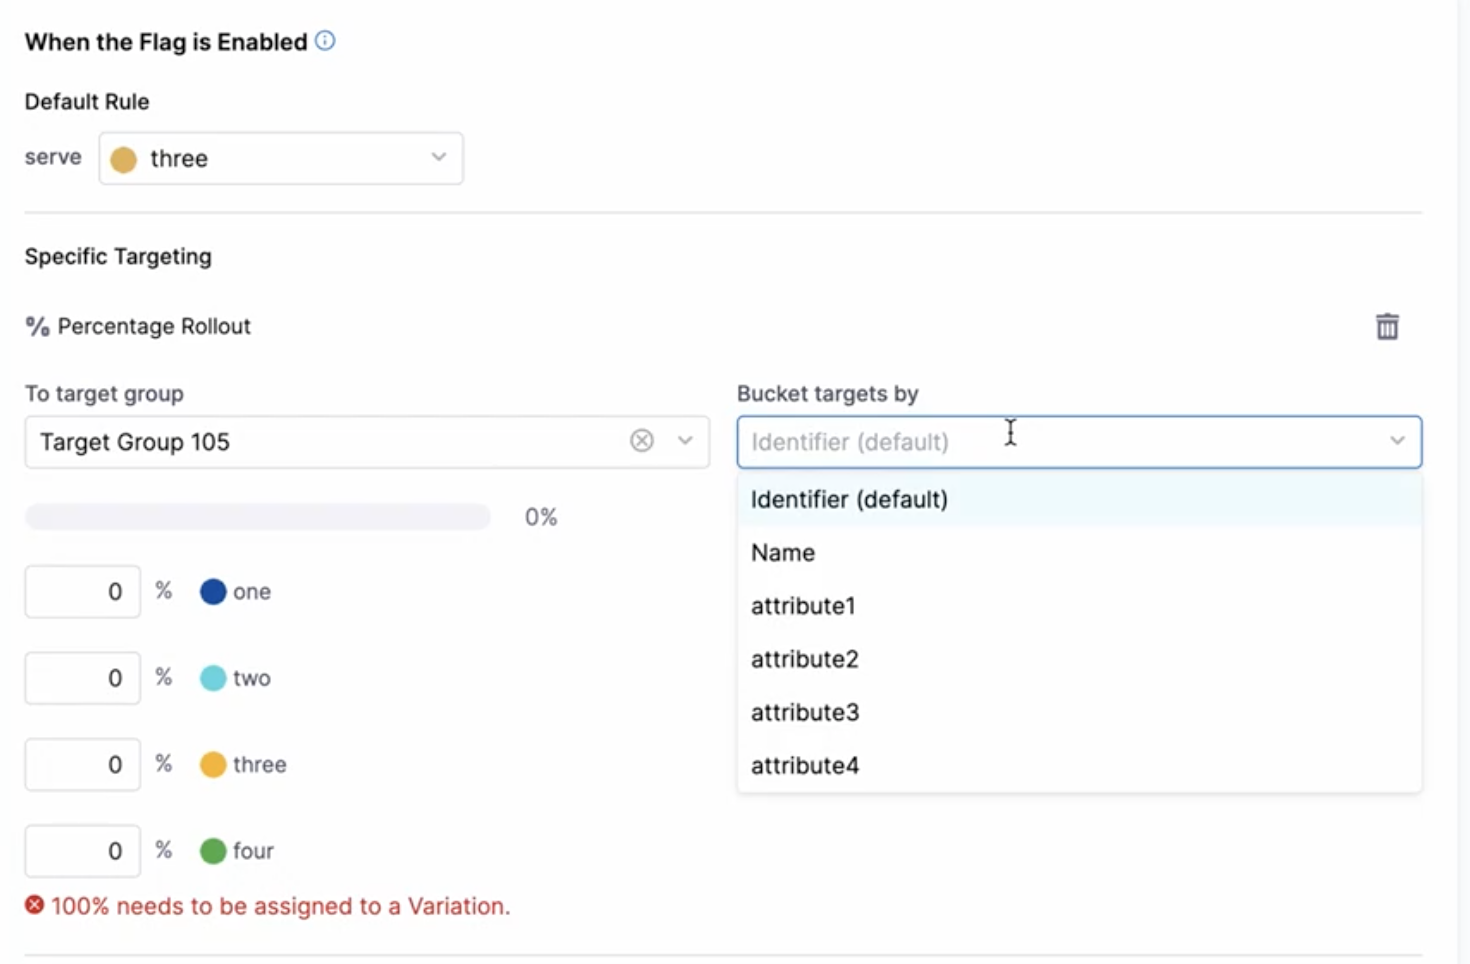 When the Flag is Enabled
Default Rule
serve three
Specific Targeting
% Percentage Rollout
To target group
Target Group 105
Bucket targets by
Identifier (default)
Identifier (default)
Name
attribute1
attribute2
attribute3
attribute4
0%
0 % one
0 % two
0 % three
0 % four
100% needs to be assigned to a Variation.